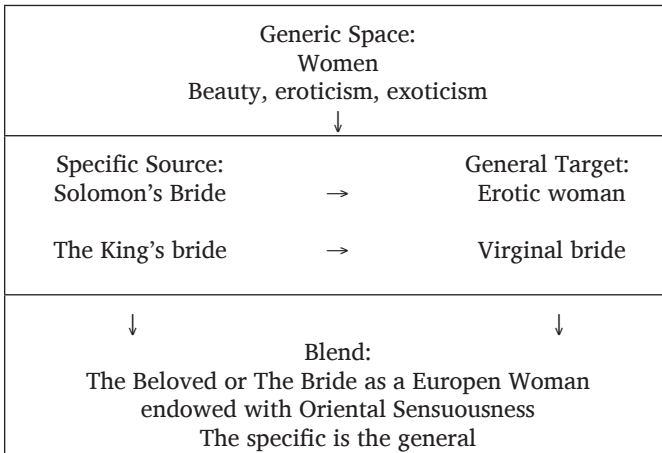 Generic Space:
Women
Beauty, eroticism, exoticism
↓
Specific Source: General Target:
Solomon’s Bride → Erotic woman
The King’s bride → Virginal bride
↓ ↓
Blend:
The Beloved or The Bride as a Europen Woman
endowed with Oriental Sensuousness
The specific is the general